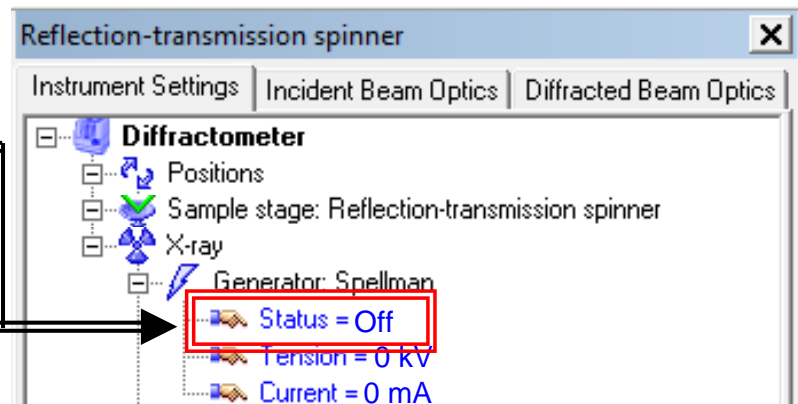 Reflection-transmission spinner
Instrument Settings Incident Beam Optics Diffracted Beam Optics
Diffractometer
Positions
Sample stage: Reflection-transmission spinner
X-ray
Generator: Spellman
Status = Off
Tension = 0 kV
Current = 0 mA